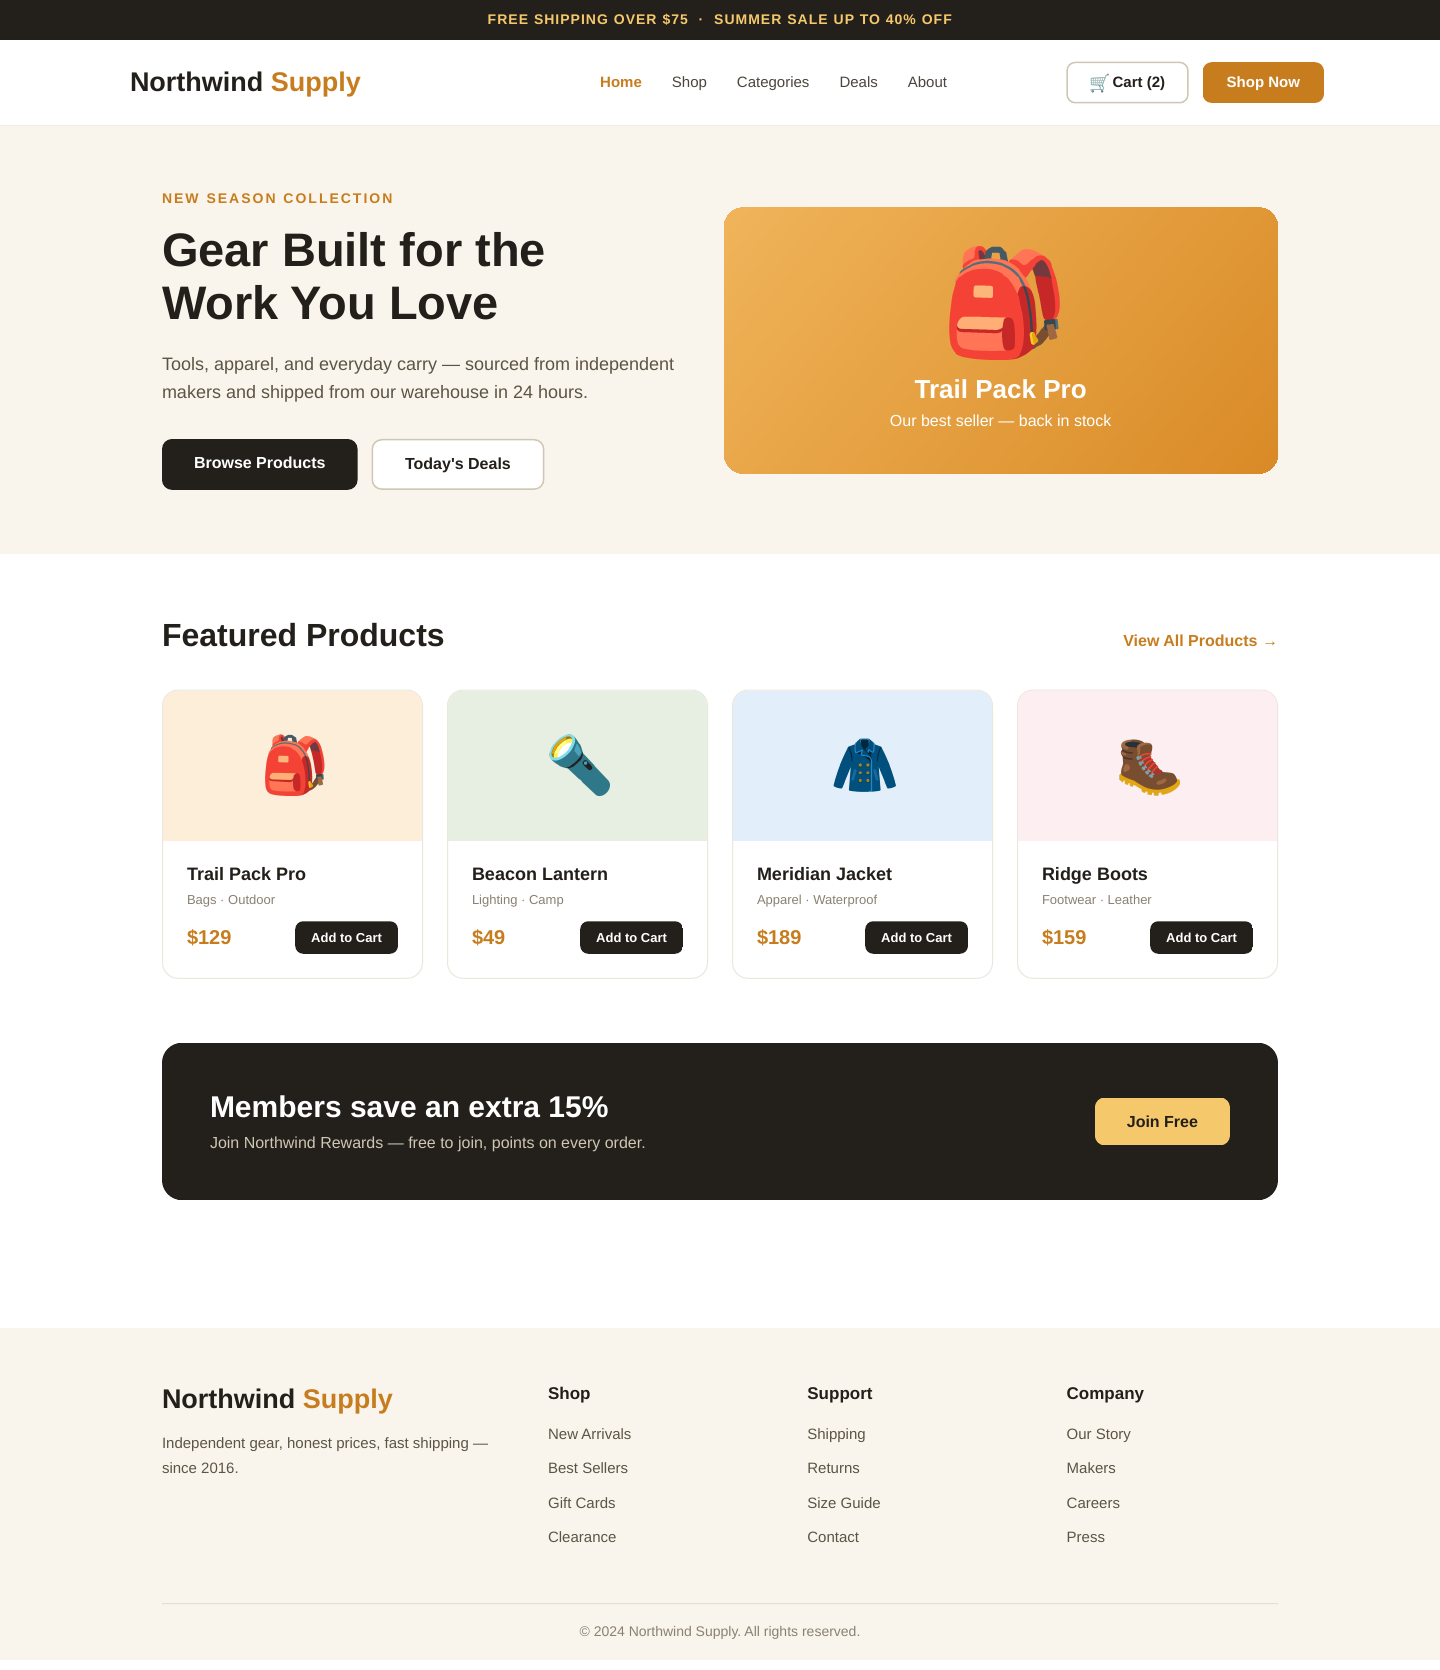 FREE SHIPPING OVER $75 · SUMMER SALE UP TO 40% OFF
Northwind Supply
Home Shop Categories Deals About
Cart (2)
Shop Now
NEW SEASON COLLECTION
Gear Built for the
Work You Love
Tools, apparel, and everyday carry — sourced from independent
makers and shipped from our warehouse in 24 hours.
Browse Products
Today's Deals
Trail Pack Pro
Our best seller — back in stock
Featured Products
View All Products →
Trail Pack Pro
Bags · Outdoor
$129
Add to Cart
Beacon Lantern
Lighting · Camp
$49
Add to Cart
Meridian Jacket
Apparel · Waterproof
$189
Add to Cart
Ridge Boots
Footwear · Leather
$159
Add to Cart
Members save an extra 15%
Join Northwind Rewards — free to join, points on every order.
Join Free
Northwind Supply
Independent gear, honest prices, fast shipping —
since 2016.
Shop
New Arrivals
Best Sellers
Gift Cards
Clearance
Support
Shipping
Returns
Size Guide
Contact
Company
Our Story
Makers
Careers
Press
© 2024 Northwind Supply. All rights reserved.